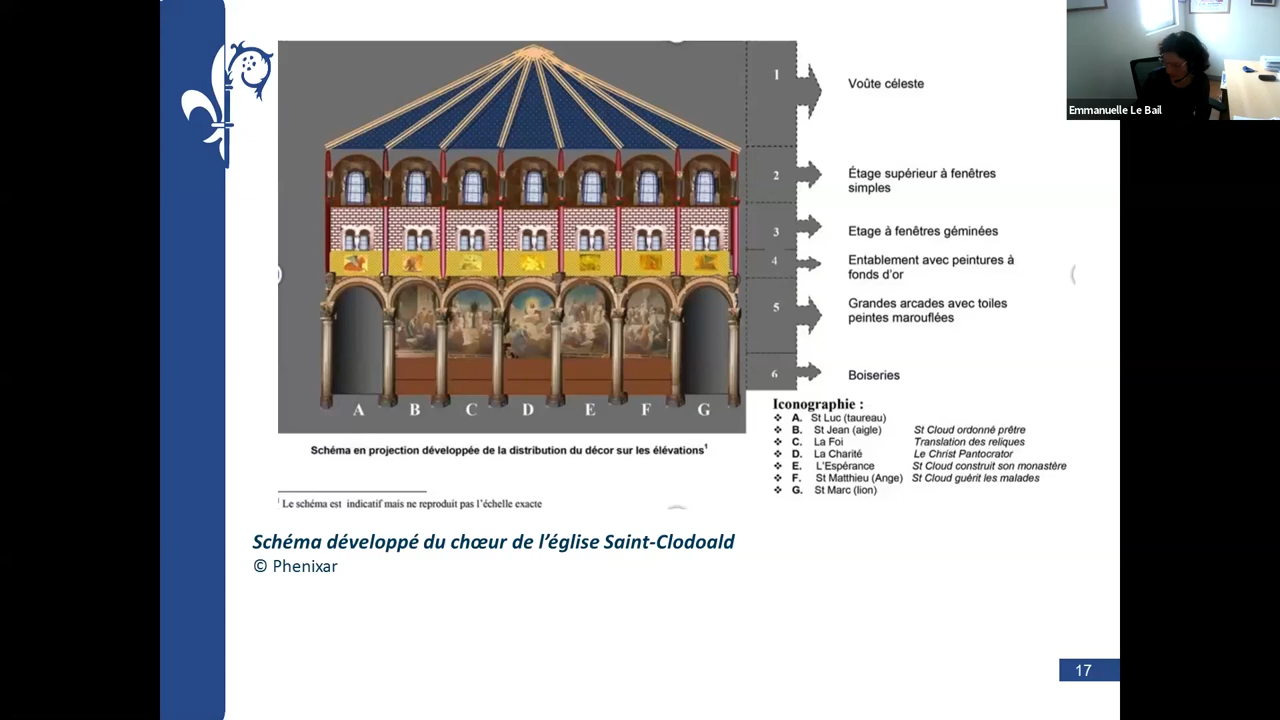 Emmanuelle Le Bail
1
Voûte céleste
2
Étage supérieur à fenêtres
simples
3
Etage à fenêtres géminées
4
Entablement avec peintures à
fonds d'or
5
Grandes arcades avec toiles
peintes marouflées
6
Boiseries
A B C D E F G
Schéma en projection développée de la distribution du décor sur les élévations1
1 Le schéma est indicatif mais ne reproduit pas l'échelle exacte
Iconographie :
❖ A. St Luc (taureau)
❖ B. St Jean (aigle) St Cloud ordonné prêtre
❖ C. La Foi Translation des reliques
❖ D. La Charité Le Christ Pantocrator
❖ E. L'Espérance St Cloud construit son monastère
❖ F. St Matthieu (Ange) St Cloud guérit les malades
❖ G. St Marc (lion)
Schéma développé du chœur de l'église Saint-Clodoald
© Phenixar
17